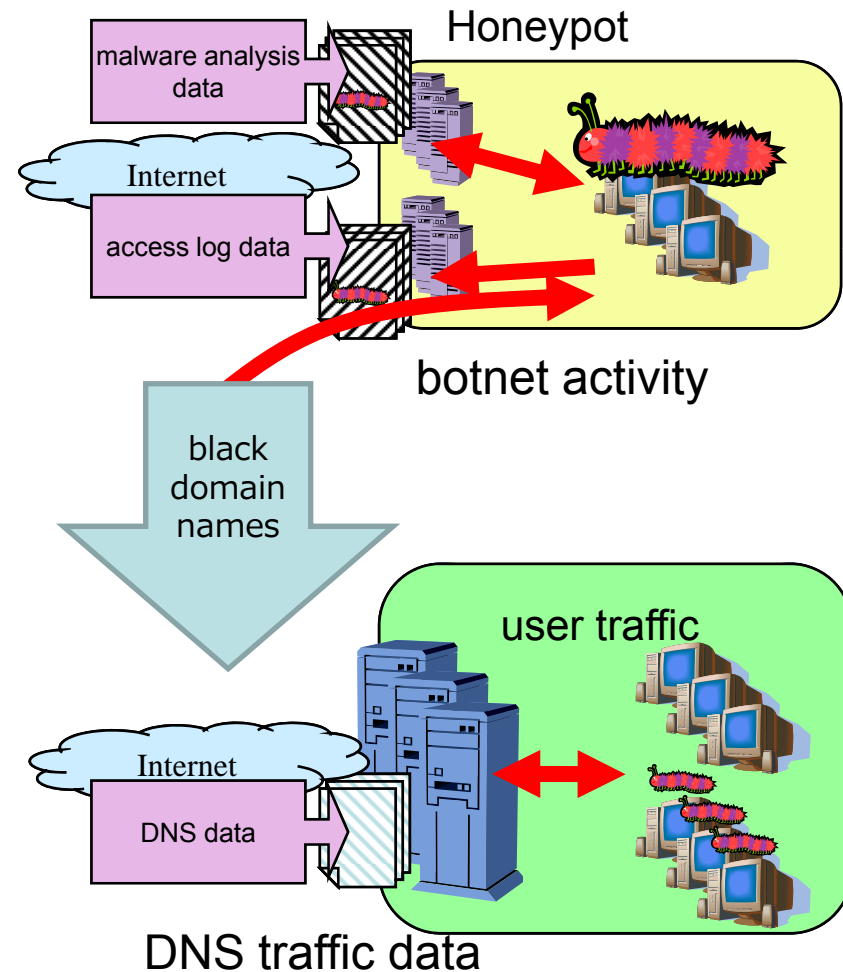 Honeypot
malware analysis
data
Internet
access log data
botnet activity
black
domain
names
user traffic
Internet
DNS data
DNS traffic data